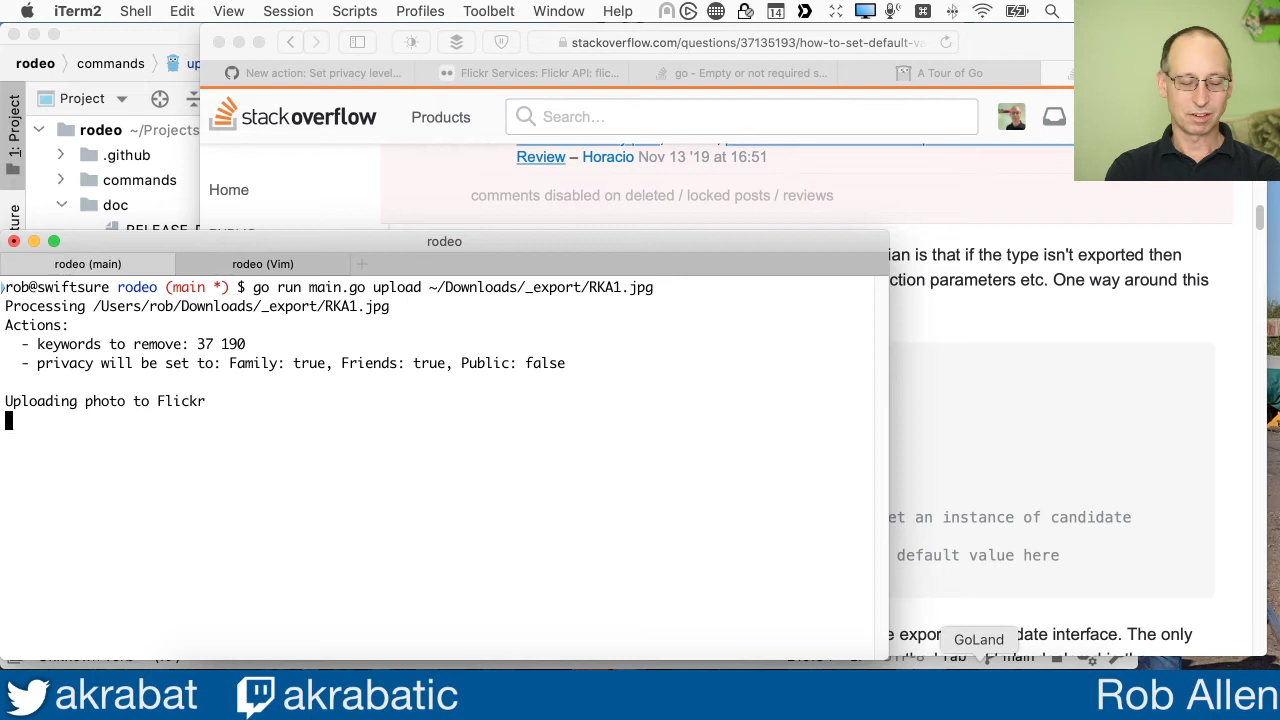 iTerm2 Shell Edit View Session Scripts Profiles Toolbelt Window Help 14
rodeo commands up
stackoverflow.com/questions/37135193/how-to-set-default-va
New action: Set privacy level... Flickr Services: Flickr API: flic... go - Empty or not required s... A Tour of Go
1: Project
Project
stackoverflow Products Search...
rodeo ~/Projects
Review – Horacio Nov 13 '19 at 16:51
.github
commands
Home
comments disabled on deleted / locked posts / reviews
doc
rodeo
ian is that if the type isn't exported then
rodeo (main) rodeo (Vim)
ction parameters etc. One way around this
rob@swiftsure rodeo (main *) $ go run main.go upload ~/Downloads/_export/RKA1.jpg
Processing /Users/rob/Downloads/_export/RKA1.jpg
Actions:
- keywords to remove: 37 190
- privacy will be set to: Family: true, Friends: true, Public: false
Uploading photo to Flickr
et an instance of candidate
default value here
e expor
date interface. The only
GoLand
akrabat akrabatic Rob Allen